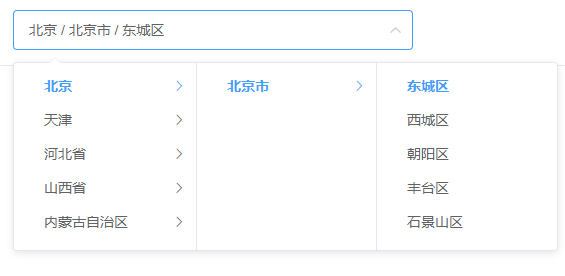 北京 / 北京市 / 东城区
北京
天津
河北省
山西省
内蒙古自治区
北京市
东城区
西城区
朝阳区
丰台区
石景山区